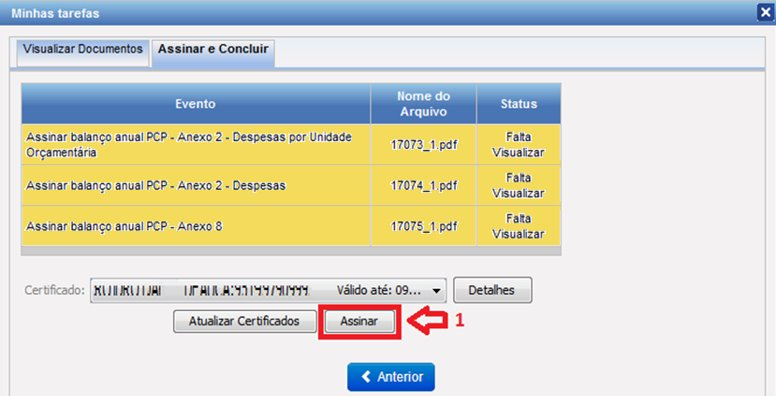 Minhas tarefas
Visualizar Documentos Assinar e Concluir
Evento Nome do Arquivo Status
Assinar balanço anual PCP - Anexo 2 - Despesas por Unidade
Orçamentária
17073_1.pdf
Falta
Visualizar
Assinar balanço anual PCP - Anexo 2 - Despesas
17074_1.pdf
Falta
Visualizar
Assinar balanço anual PCP - Anexo 8
17075_1.pdf
Falta
Visualizar
Certificado: Válido até: 09... Detalhes
Atualizar Certificados Assinar 1
Anterior